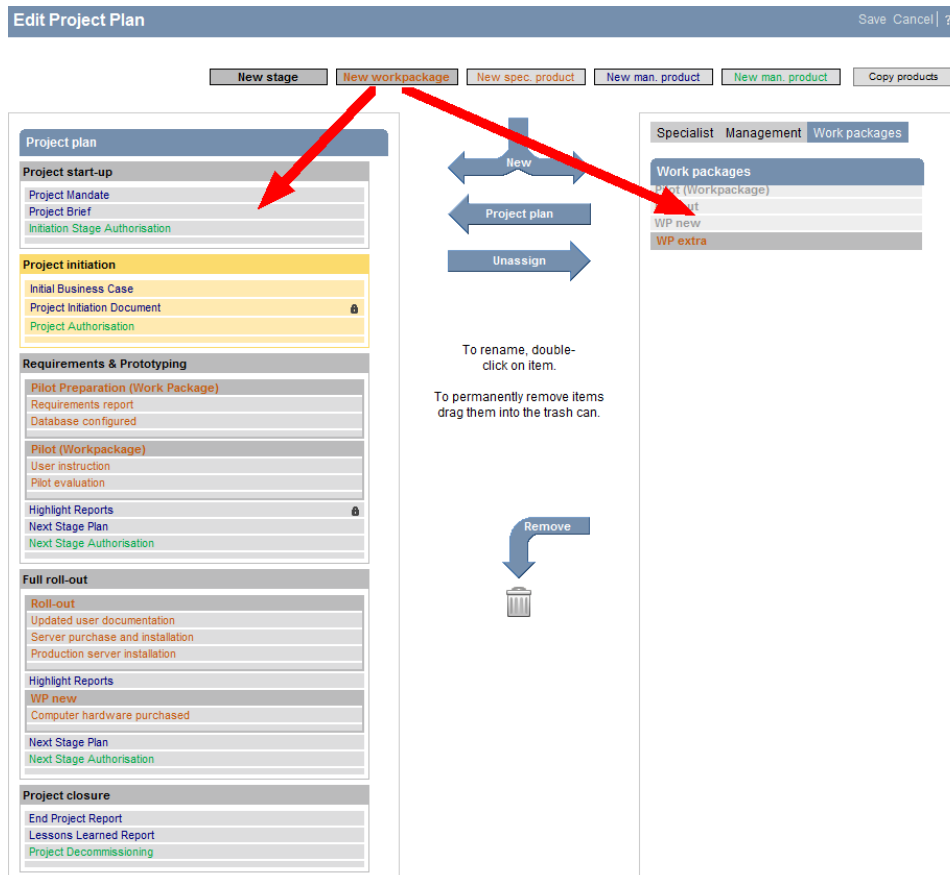 Edit Project Plan
Save Cancel| ?
New stage
New workpackage
New spec. product
New man. product
New man. product
Copy products
Project plan
Project start-up
Project Mandate
Project Brief
Initiation Stage Authorisation
Project initiation
Initial Business Case
Project Initiation Document
Project Authorisation
Requirements & Prototyping
Pilot Preparation (Work Package)
Requirements report
Database configured
Pilot (Workpackage)
User instruction
Pilot evaluation
Highlight Reports
Next Stage Plan
Next Stage Authorisation
Full roll-out
Roll-out
Updated user documentation
Server purchase and installation
Production server installation
Highlight Reports
WP new
Computer hardware purchased
Next Stage Plan
Next Stage Authorisation
Project closure
End Project Report
Lessons Learned Report
Project Decommissioning
New
Project plan
Unassign
To rename, double-
click on item.
To permanently remove items
drag them into the trash can.
Remove
Specialist Management Work packages
Work packages
Pilot (Workpackage)
WP new
WP extra